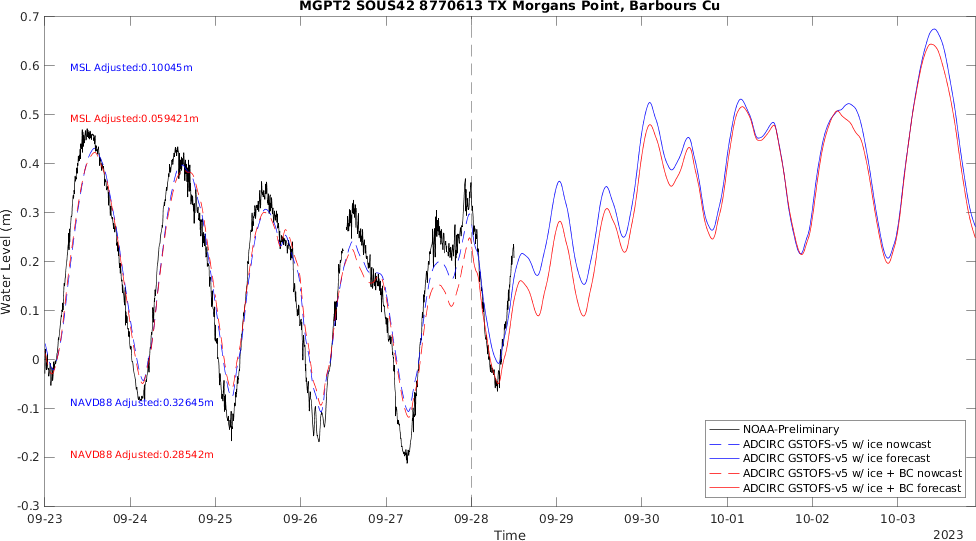 MGPT2 SOUS42 8770613 TX Morgans Point, Barbours Cu
0.7
0.6
0.5
0.4
0.3
0.2
0.1
0
-0.1
-0.2
-0.3
Water Level (m)
MSL Adjusted:0.10045m
MSL Adjusted:0.059421m
NAVD88 Adjusted:0.32645m
NAVD88 Adjusted:0.28542m
NOAA-Preliminary
ADCIRC GSTOFS-v5 w/ ice nowcast
ADCIRC GSTOFS-v5 w/ ice forecast
ADCIRC GSTOFS-v5 w/ ice + BC nowcast
ADCIRC GSTOFS-v5 w/ ice + BC forecast
09-23 09-24 09-25 09-26 09-27 09-28 09-29 09-30 10-01 10-02 10-03
Time
2023